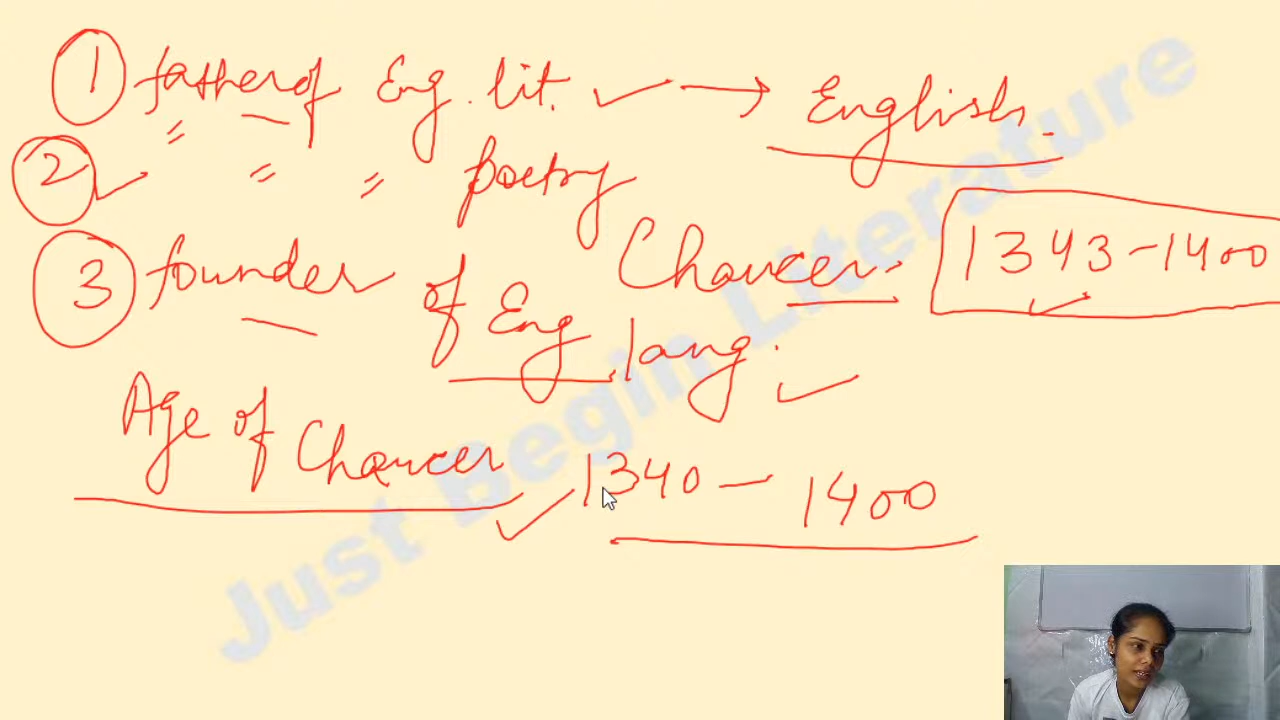 1 father of Eng. lit. → English.
2 " " " poetry
Chaucer. 1343-1400
3 founder of Eng. lang.
Age of Chaucer 1340 - 1400
Just Begin Literature